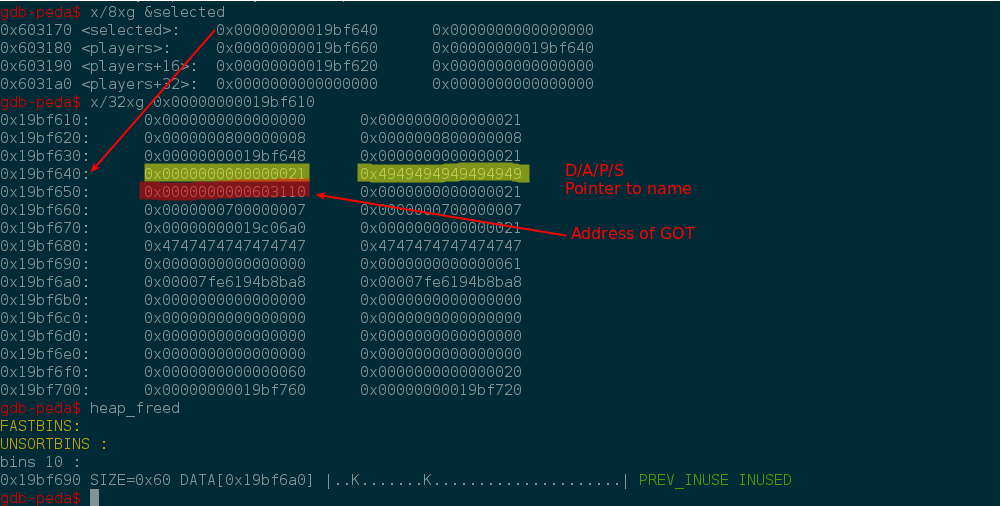 gdb-peda$ x/8xg &selected
0x603170 <selected>: 0x00000000019bf640 0x0000000000000000
0x603180 <players>: 0x00000000019bf660 0x00000000019bf640
0x603190 <players+16>: 0x00000000019bf620 0x0000000000000000
0x6031a0 <players+32>: 0x0000000000000000 0x0000000000000000
gdb-peda$ x/32xg 0x00000000019bf610
0x19bf610: 0x0000000000000000 0x0000000000000021
0x19bf620: 0x0000000800000008 0x0000000800000008
0x19bf630: 0x00000000019bf648 0x0000000000000021
0x19bf640: 0x0000000000000021 0x4949494949494949 D/A/P/S
0x19bf650: 0x0000000000603110 0x0000000000000021 Pointer to name
0x19bf660: 0x0000000700000007 0x0000000700000007
0x19bf670: 0x00000000019c06a0 0x0000000000000021 Address of GOT
0x19bf680: 0x4747474747474747 0x4747474747474747
0x19bf690: 0x0000000000000000 0x0000000000000061
0x19bf6a0: 0x00007fe6194b8ba8 0x00007fe6194b8ba8
0x19bf6b0: 0x0000000000000000 0x0000000000000000
0x19bf6c0: 0x0000000000000000 0x0000000000000000
0x19bf6d0: 0x0000000000000000 0x0000000000000000
0x19bf6e0: 0x0000000000000000 0x0000000000000000
0x19bf6f0: 0x0000000000000060 0x0000000000000020
0x19bf700: 0x00000000019bf760 0x00000000019bf720
gdb-peda$ heap_freed
FASTBINS:
UNSORTBINS :
bins 10 :
0x19bf690 SIZE=0x60 DATA[0x19bf6a0] |..K.......K.....................| PREV_INUSE INUSED
gdb-peda$